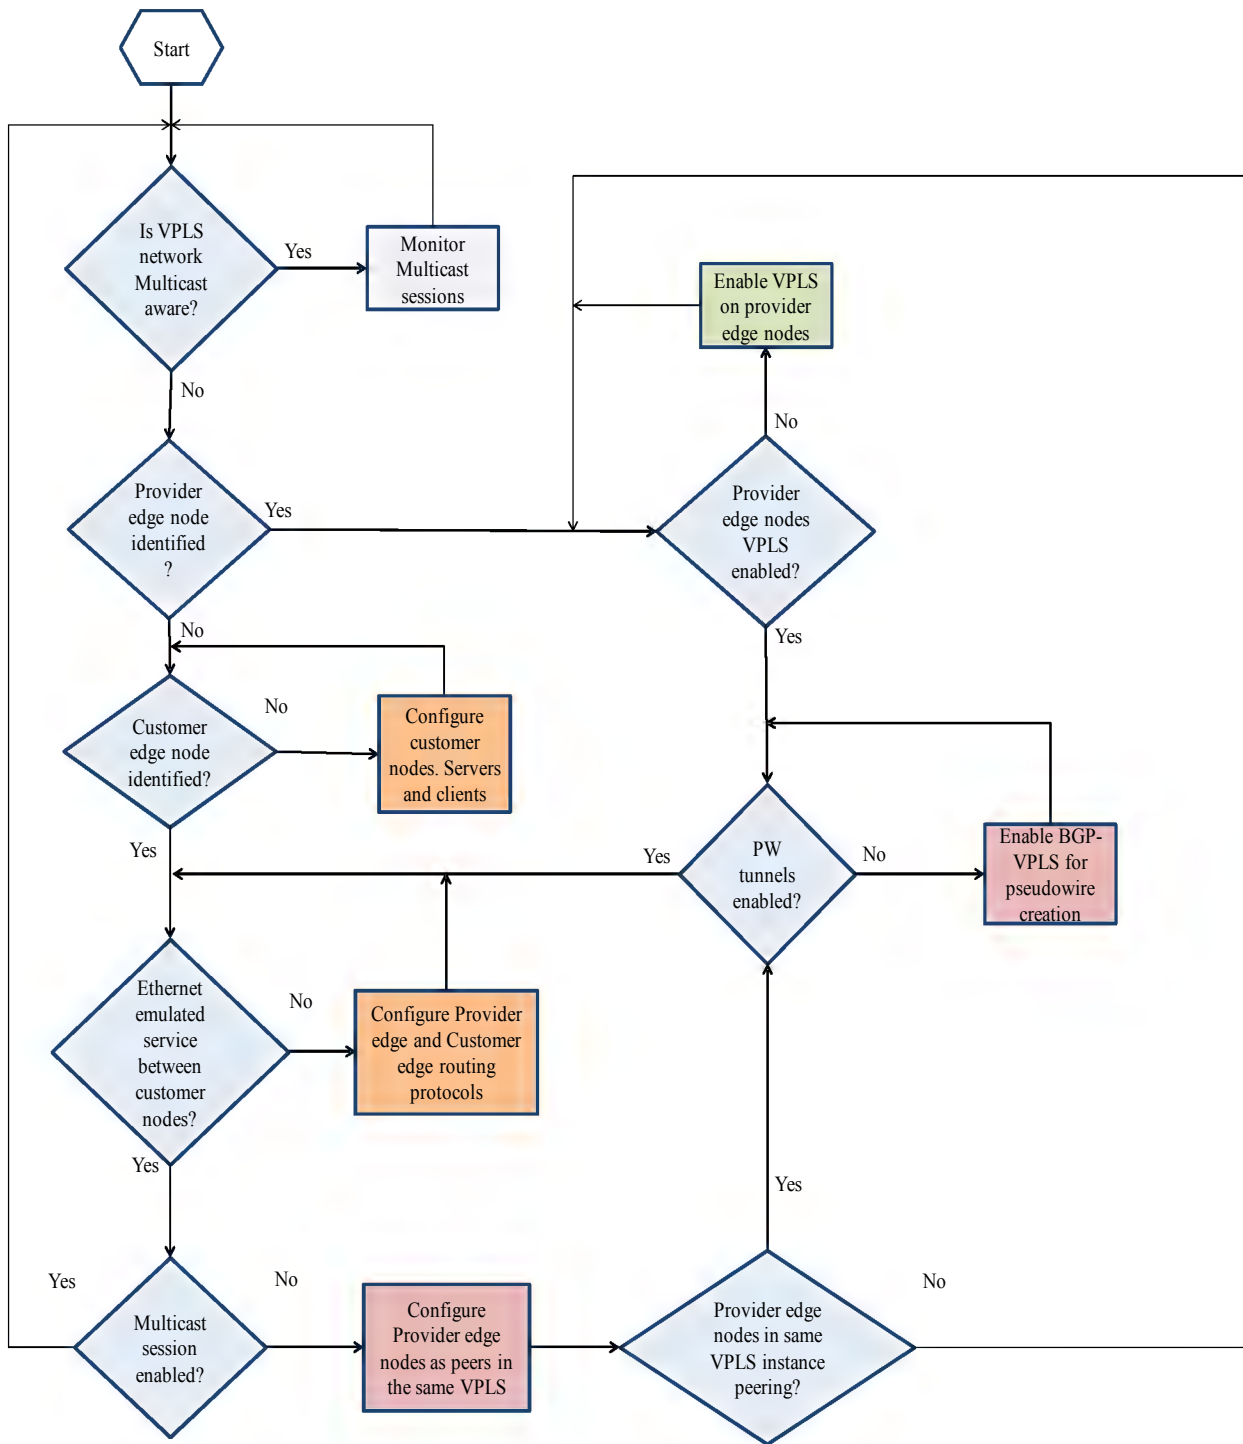 Start
Is VPLS
network
Multicast
aware?
Yes
Monitor
Multicast
sessions
Enable VPLS
on provider
edge nodes
No
No
Provider
edge node
identified
?
Yes
Provider
edge nodes
VPLS
enabled?
No
Yes
Customer
edge node
identified?
No
Configure
customer
nodes. Servers
and clients
Yes
Yes
PW
tunnels
enabled?
No
Enable BGP-
VPLS for
pseudowire
creation
Ethernet
emulated
service
between
customer
nodes?
No
Configure Provider
edge and Customer
edge routing
protocols
Yes
Yes
Yes
Multicast
session
enabled?
No
Configure
Provider edge
nodes as peers in
the same VPLS
Provider edge
nodes in same
VPLS instance
peering?
No